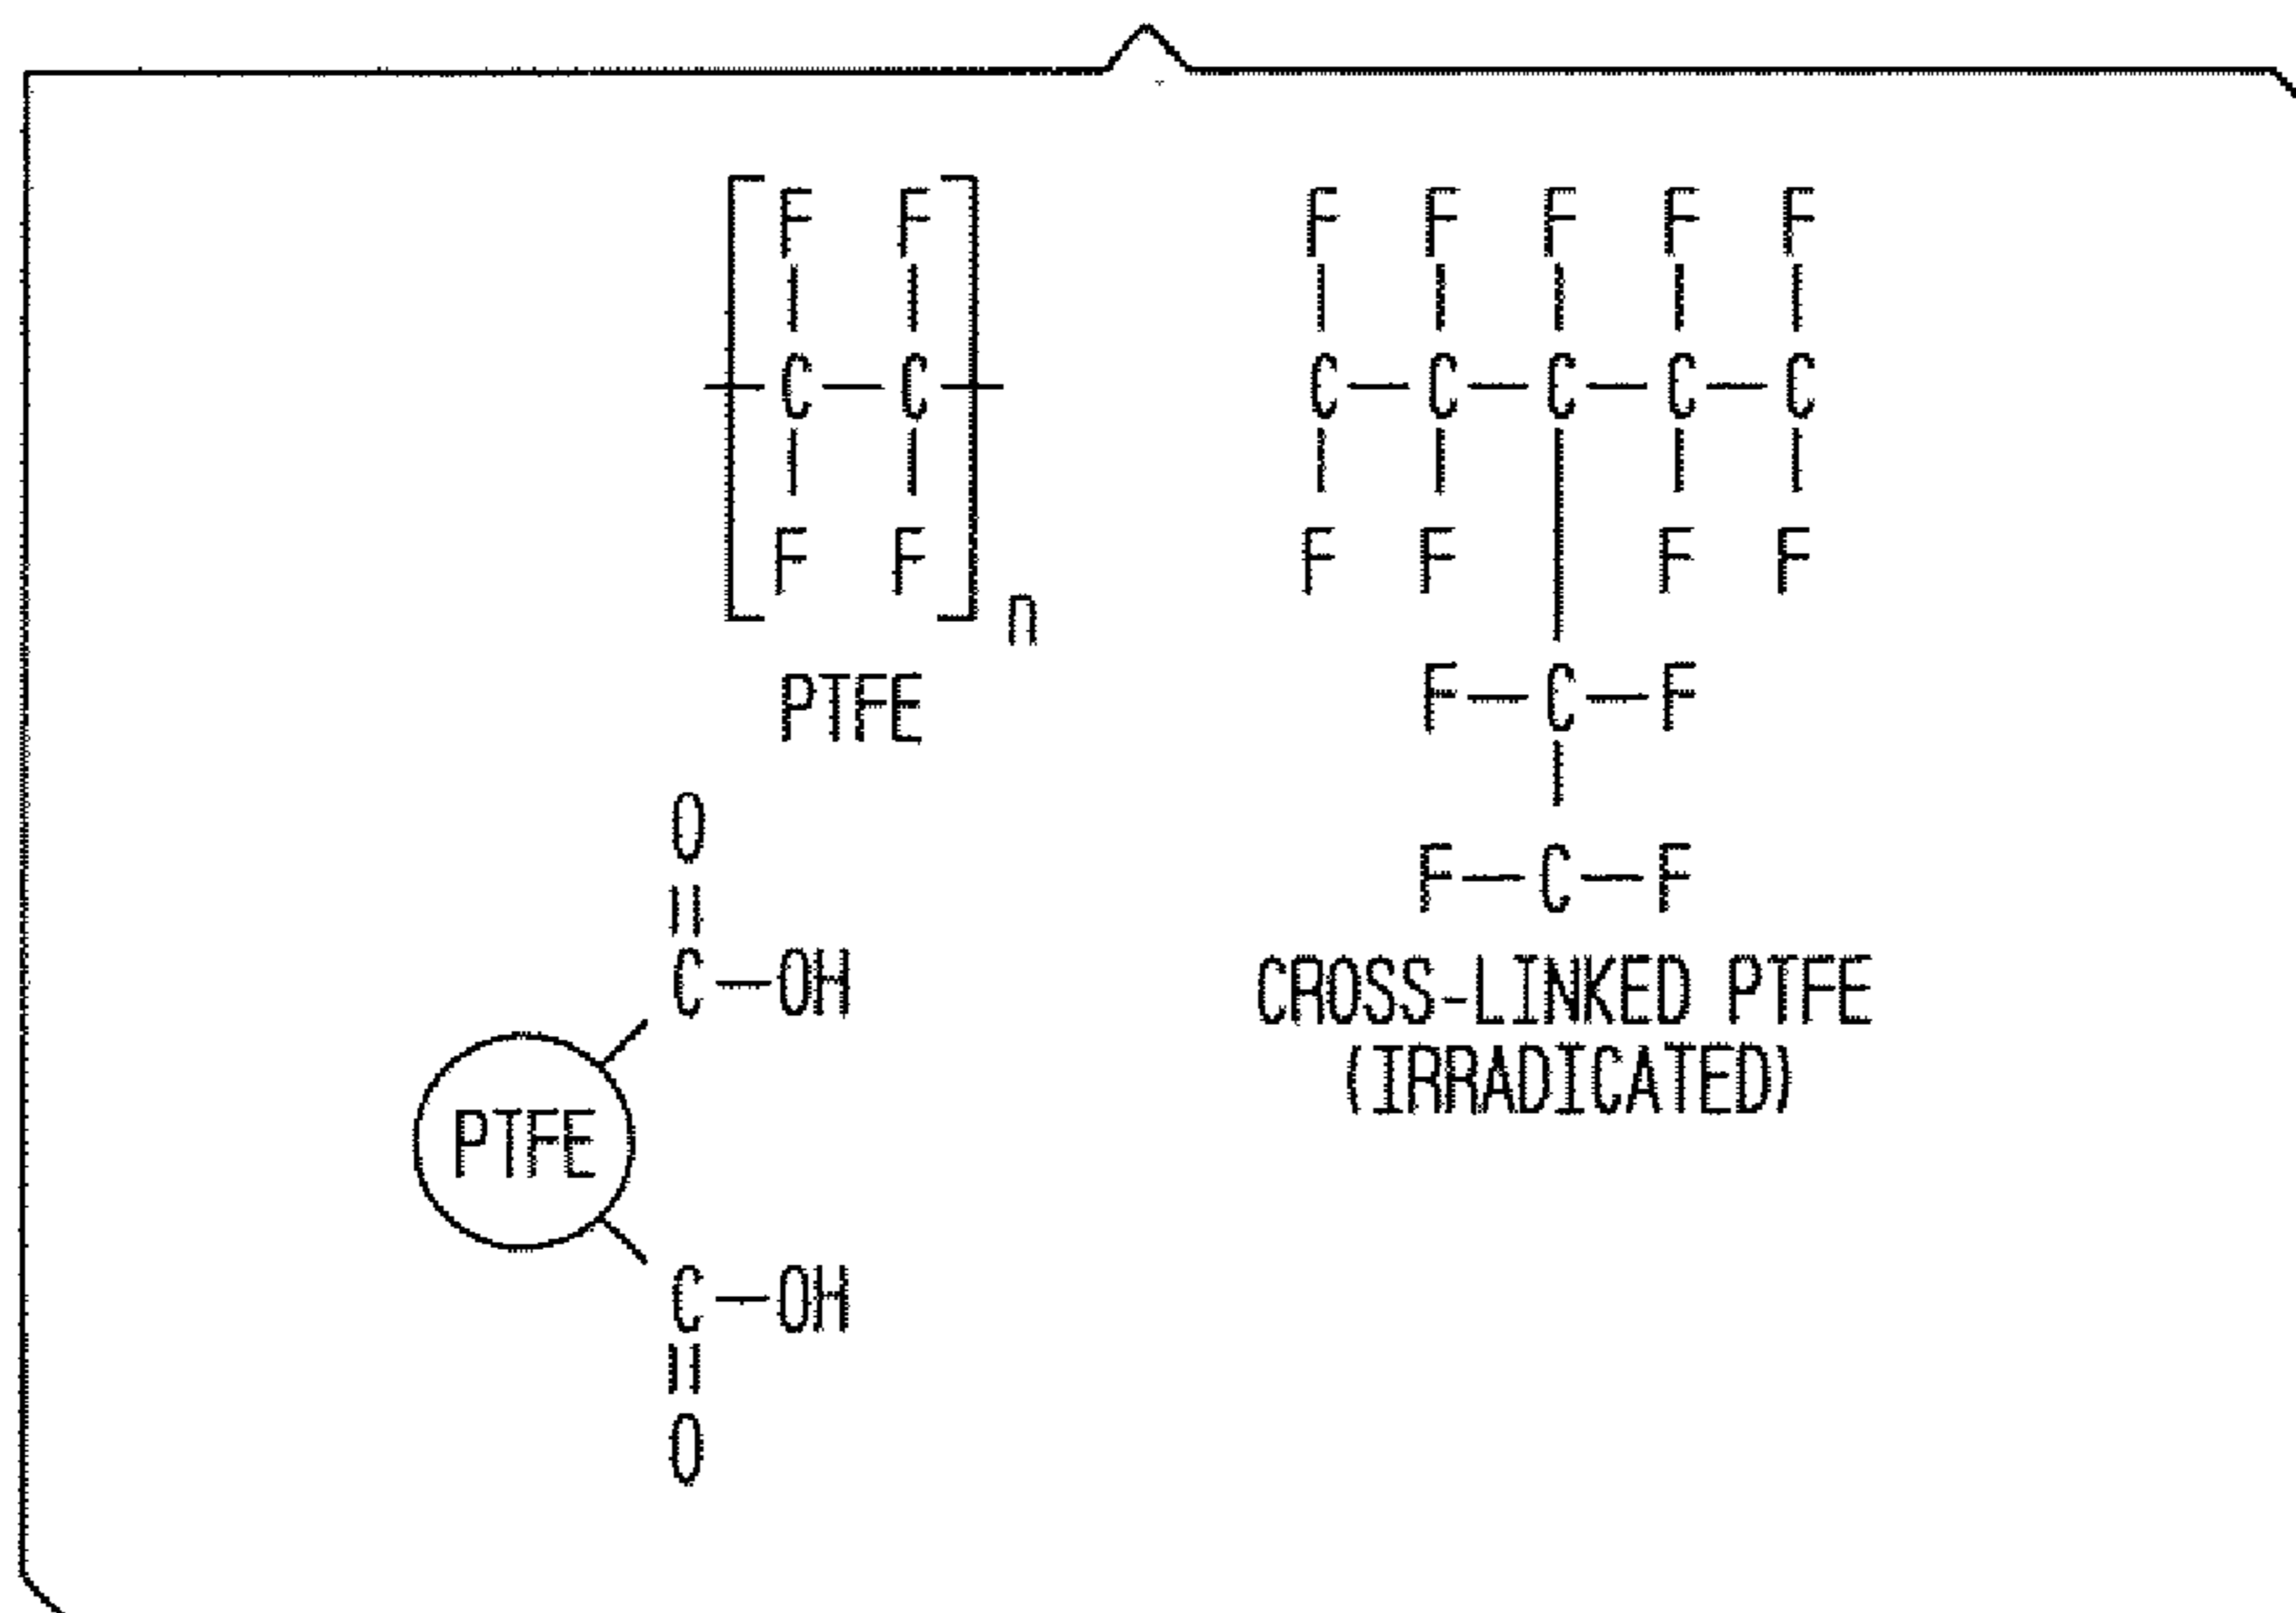 F F
C C
F F
n
PTFE
F F F F F
C C C C C
F F F F
F C F
F C F
CROSS-LINKED PTFE
(IRRADICATED)
O
C OH
PTFE
C OH
O